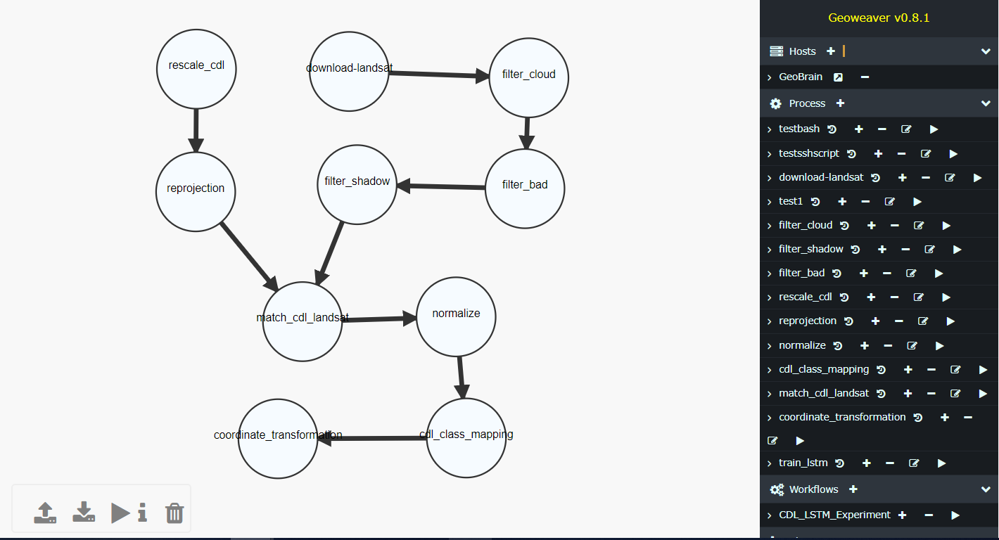 rescale_cdl
download-landsat
filter_cloud
reprojection
filter_shadow
filter_bad
match_cdl_landsat
normalize
coordinate_transformation
cdl_class_mapping
Geoweaver v0.8.1
Hosts
GeoBrain
Process
testbash
testsshscript
download-landsat
test1
filter_cloud
filter_shadow
filter_bad
rescale_cdl
reprojection
normalize
cdl_class_mapping
match_cdl_landsat
coordinate_transformation
train_lstm
Workflows
CDL_LSTM_Experiment